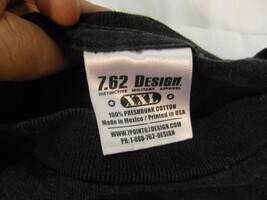 7.62 DESIGN
DISTINCTIVE MILITARY APPAREL
XXL
100% PRESHRUNK COTTON
Made in Mexico / Printed in USA
WWW.7POINT62DESIGN.COM
PH: 1-888-762-DESIGN